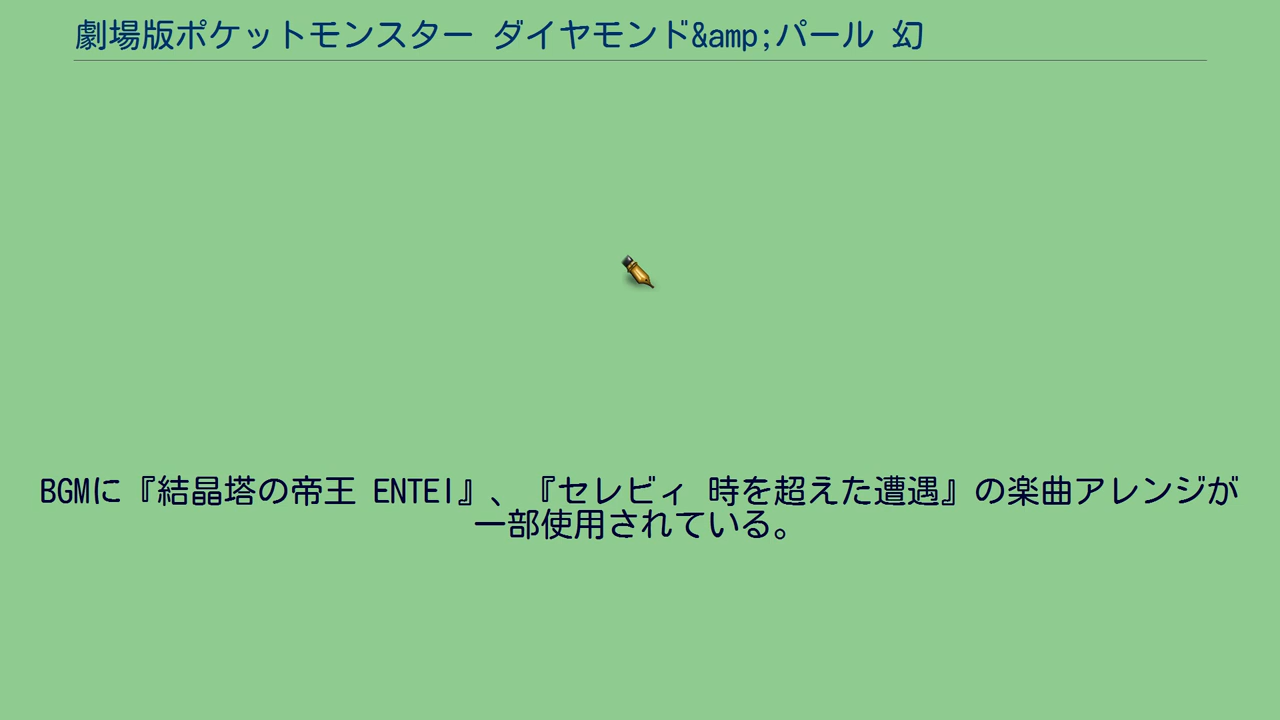 劇場版ポケットモンスター ダイヤモンド&amp;パール 幻
BGMに『結晶塔の帝王 ENTEI』、『セレビィ 時を超えた遭遇』の楽曲アレンジが
一部使用されている。